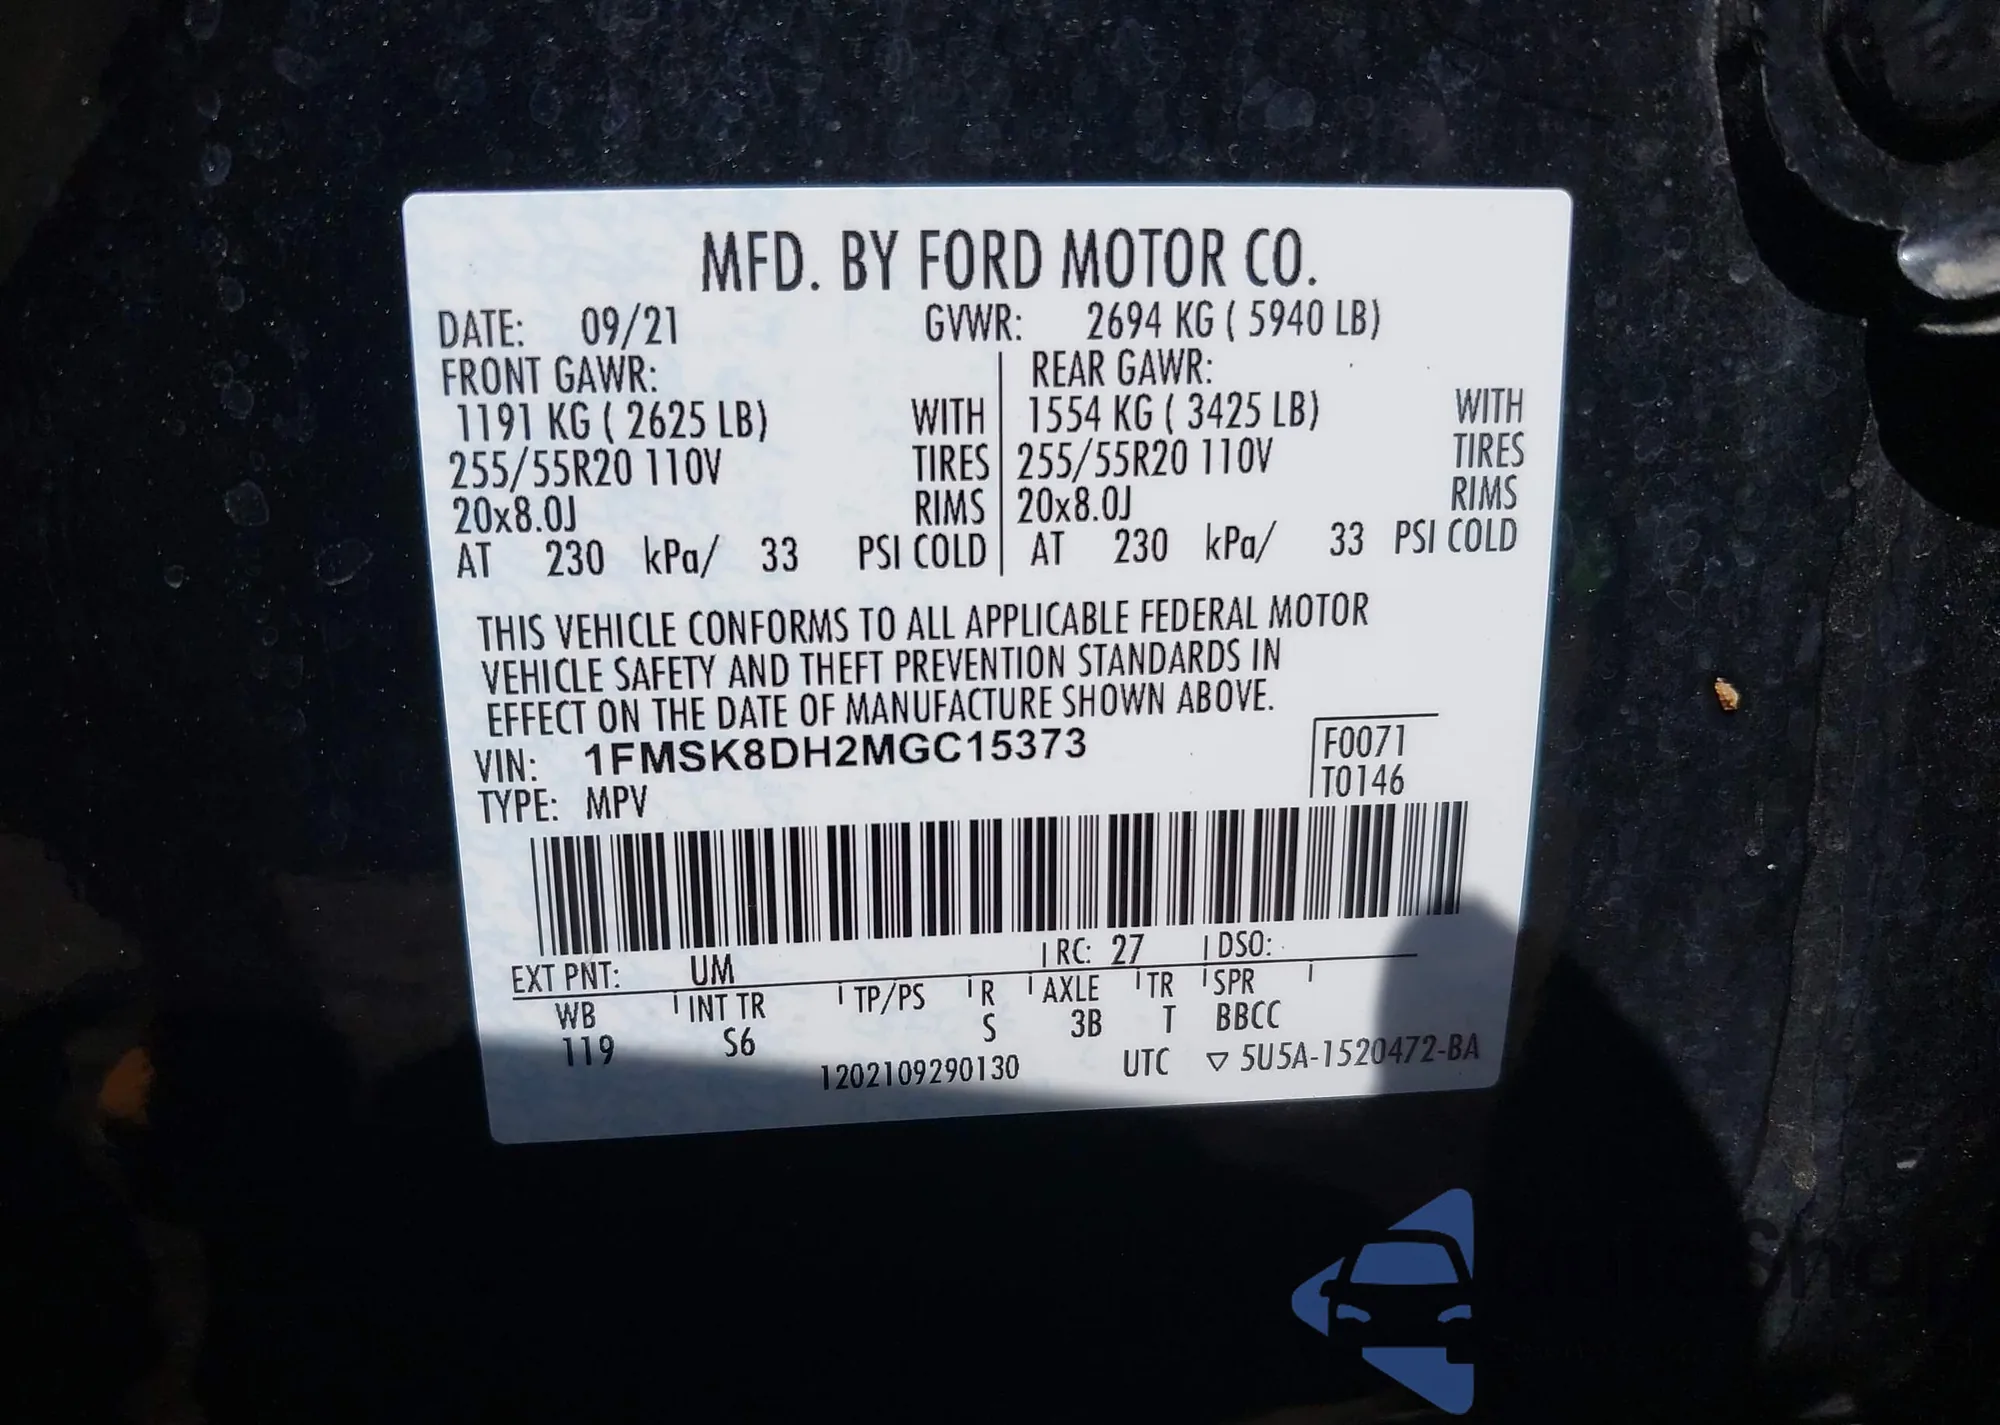 MFD. BY FORD MOTOR CO.
DATE: 09/21 GVWR: 2694 KG ( 5940 LB)
FRONT GAWR: REAR GAWR:
1191 KG ( 2625 LB) WITH 1554 KG ( 3425 LB) WITH
255/55R20 110V TIRES 255/55R20 110V TIRES
20x8.0J RIMS 20x8.0J RIMS
AT 230 kPa/ 33 PSI COLD AT 230 kPa/ 33 PSI COLD
THIS VEHICLE CONFORMS TO ALL APPLICABLE FEDERAL MOTOR
VEHICLE SAFETY AND THEFT PREVENTION STANDARDS IN
EFFECT ON THE DATE OF MANUFACTURE SHOWN ABOVE.
VIN: 1FMSK8DH2MGC15373 F0071
TYPE: MPV T0146
EXT PNT: UM RC: 27 DSO:
WB INT TR TP/PS R AXLE TR SPR
119 S6 S 3B T BBCC
1202109290130 UTC ▽ 5U5A-1520472-BA